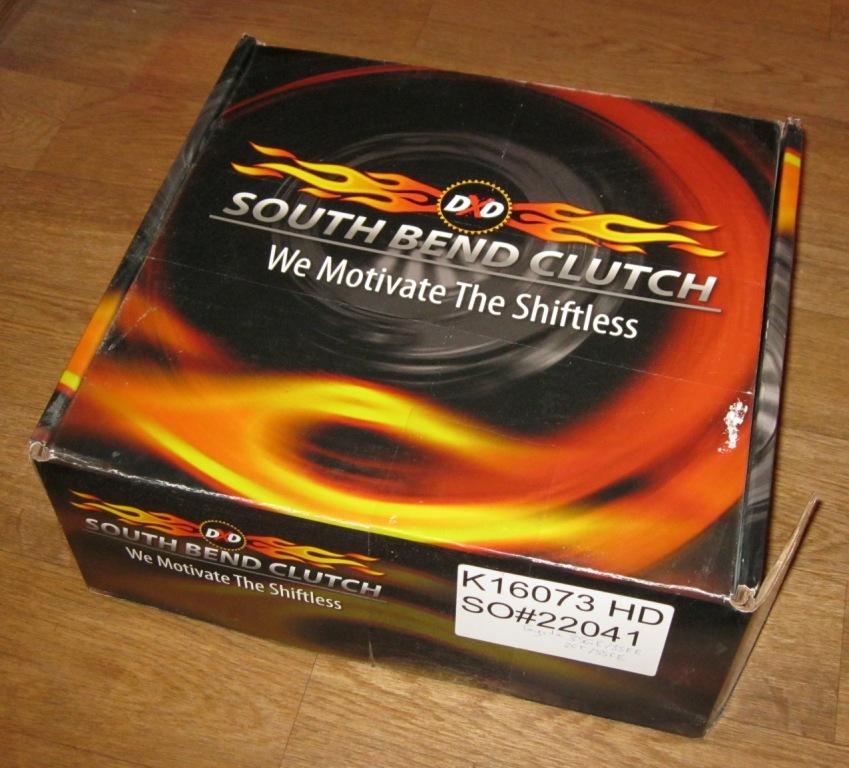 DXD
SOUTH BEND CLUTCH
We Motivate The Shiftless
DXD
SOUTH BEND CLUTCH
We Motivate The Shiftless
K16073 HD
SO#22041